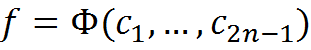 f = Φ(c₁, …, c₂ₙ₋₁)